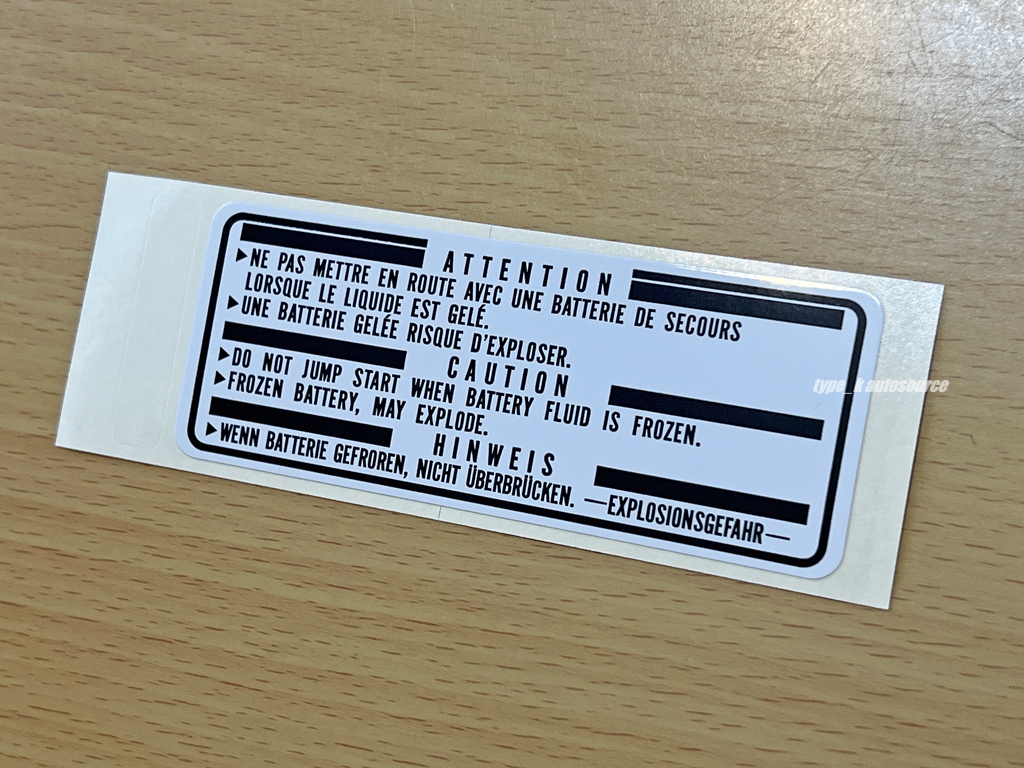 ATTENTION
▶NE PAS METTRE EN ROUTE AVEC UNE BATTERIE DE SECOURS
LORSQUE LE LIQUIDE EST GELÉ.
▶UNE BATTERIE GELÉE RISQUE D'EXPLOSER.
CAUTION
▶DO NOT JUMP START WHEN BATTERY FLUID IS FROZEN.
▶FROZEN BATTERY, MAY EXPLODE.
HINWEIS
▶WENN BATTERIE GEFROREN, NICHT ÜBERBRÜCKEN. —EXPLOSIONSGEFAHR—
type_k autosource